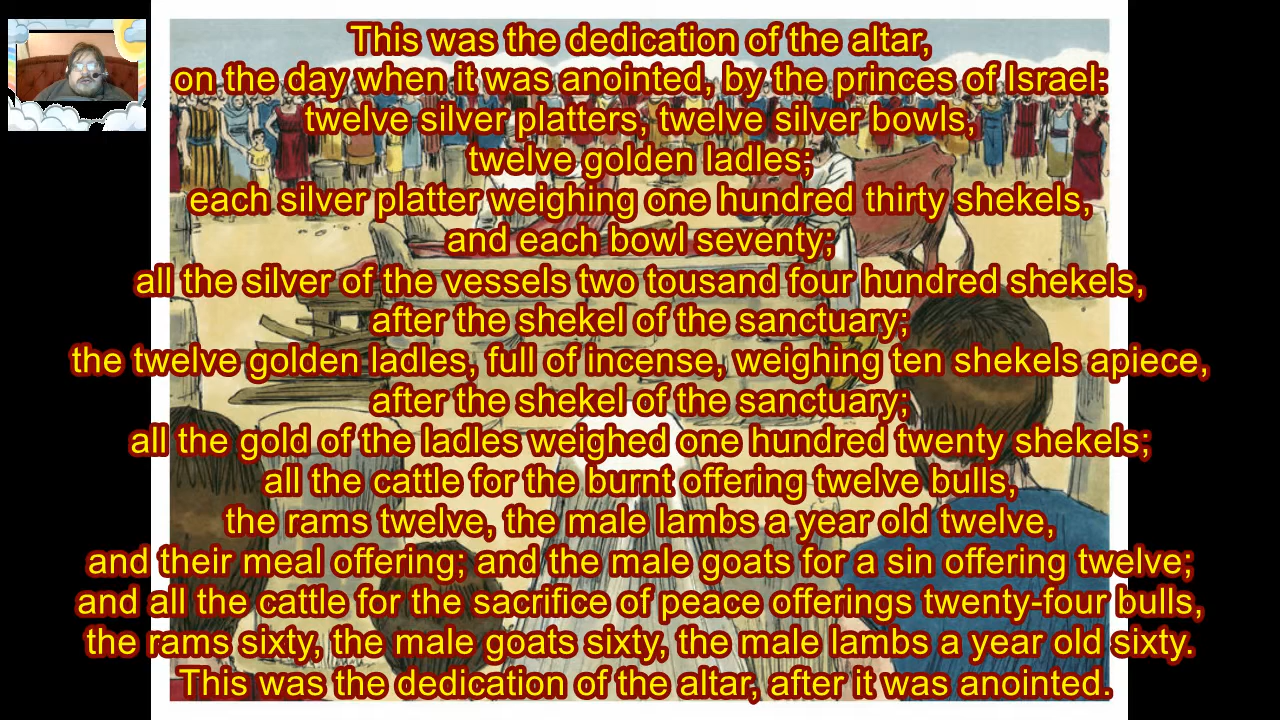 This was the dedication of the altar,
on the day when it was anointed, by the princes of Israel:
twelve silver platters, twelve silver bowls,
twelve golden ladles;
each silver platter weighing one hundred thirty shekels,
and each bowl seventy;
all the silver of the vessels two tousand four hundred shekels,
after the shekel of the sanctuary;
the twelve golden ladles, full of incense, weighing ten shekels apiece,
after the shekel of the sanctuary;
all the gold of the ladles weighed one hundred twenty shekels;
all the cattle for the burnt offering twelve bulls,
the rams twelve, the male lambs a year old twelve,
and their meal offering; and the male goats for a sin offering twelve;
and all the cattle for the sacrifice of peace offerings twenty-four bulls,
the rams sixty, the male goats sixty, the male lambs a year old sixty.
This was the dedication of the altar, after it was anointed.